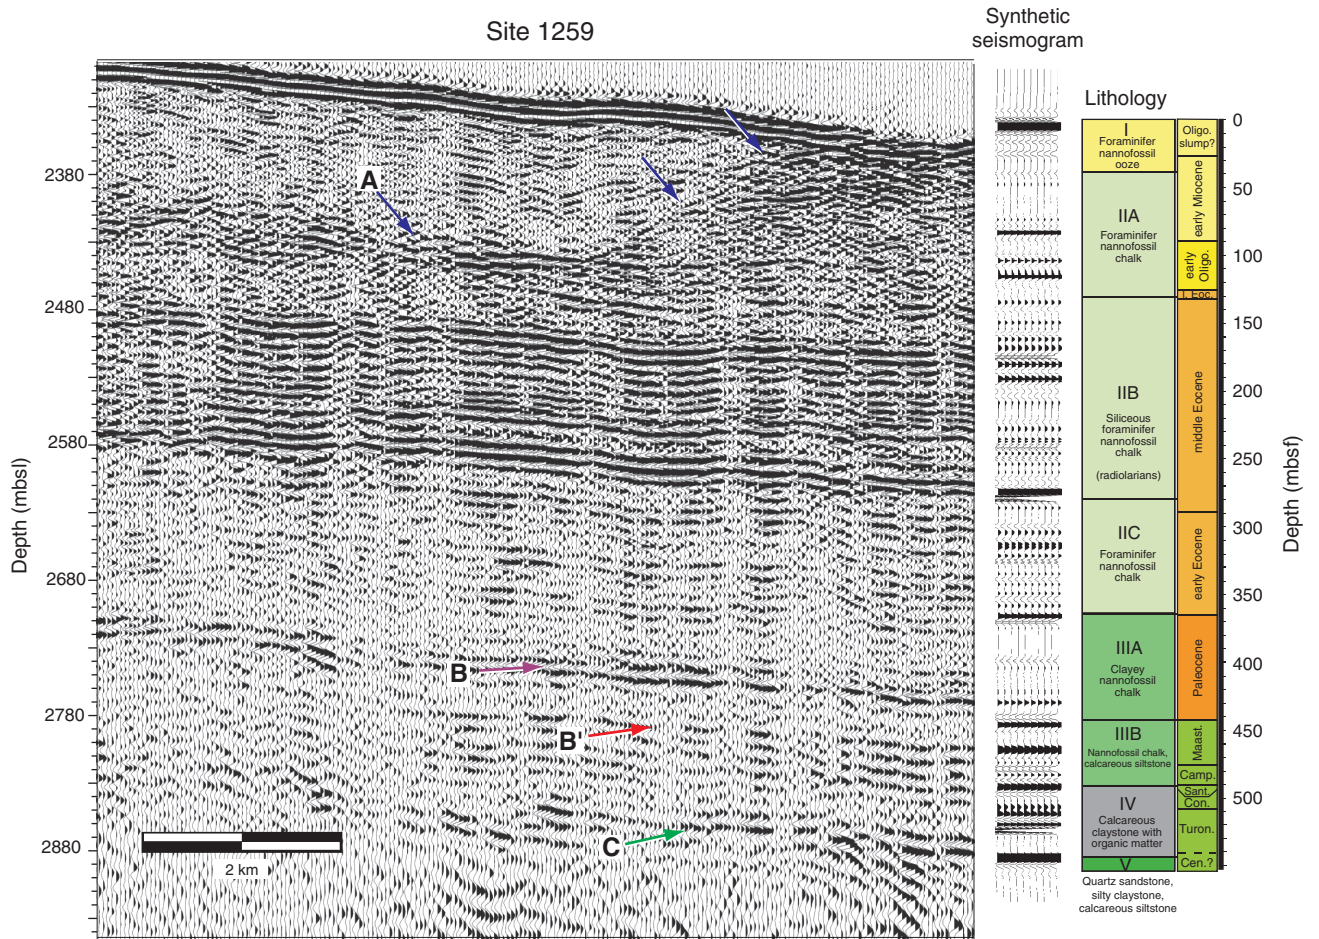 Site 1259
Synthetic
seismogram
Lithology
Depth (mbsl)
2380
2480
2580
2680
2780
2880
A
B
B'
C
2 km
I
Foraminifer
nannofossil
ooze
IIA
Foraminifer
nannofossil
chalk
IIB
Siliceous
foraminifer
nannofossil
chalk
(radiolarians)
IIC
Foraminifer
nannofossil
chalk
IIIA
Clayey
nannofossil
chalk
IIIB
Nannofossil chalk,
calcareous siltstone
IV
Calcareous
claystone with
organic matter
V
Quartz sandstone,
silty claystone,
calcareous siltstone
Oligo.
slump?
early Miocene
early
Oligo.
l. Eoc.
middle Eocene
early Eocene
Paleocene
Maast.
Camp.
Sant.
Con.
Turon.
Cen.?
0
50
100
150
200
250
300
350
400
450
500
Depth (mbsf)